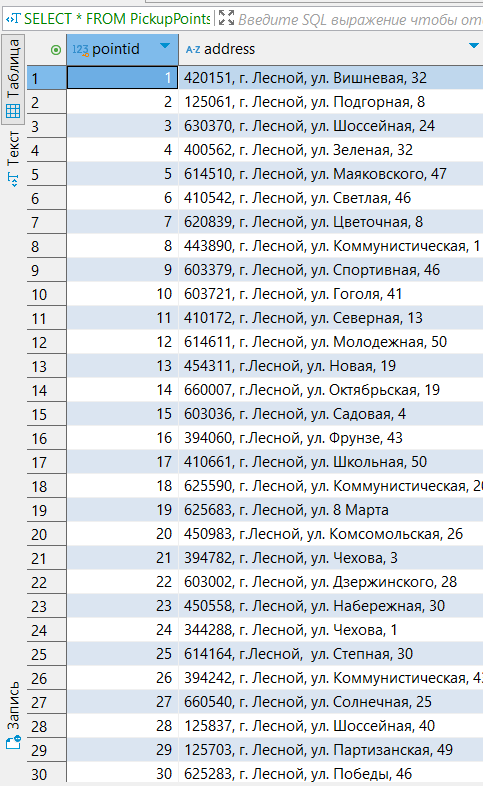 SELECT * FROM PickupPoints Введите SQL выражение чтобы от
Таблица
Текст
Запись
123 pointid A-Z address
1 1 420151, г. Лесной, ул. Вишневая, 32
2 2 125061, г. Лесной, ул. Подгорная, 8
3 3 630370, г. Лесной, ул. Шоссейная, 24
4 4 400562, г. Лесной, ул. Зеленая, 32
5 5 614510, г. Лесной, ул. Маяковского, 47
6 6 410542, г. Лесной, ул. Светлая, 46
7 7 620839, г. Лесной, ул. Цветочная, 8
8 8 443890, г. Лесной, ул. Коммунистическая, 1
9 9 603379, г. Лесной, ул. Спортивная, 46
10 10 603721, г. Лесной, ул. Гоголя, 41
11 11 410172, г. Лесной, ул. Северная, 13
12 12 614611, г. Лесной, ул. Молодежная, 50
13 13 454311, г.Лесной, ул. Новая, 19
14 14 660007, г.Лесной, ул. Октябрьская, 19
15 15 603036, г. Лесной, ул. Садовая, 4
16 16 394060, г.Лесной, ул. Фрунзе, 43
17 17 410661, г. Лесной, ул. Школьная, 50
18 18 625590, г. Лесной, ул. Коммунистическая, 20
19 19 625683, г. Лесной, ул. 8 Марта
20 20 450983, г.Лесной, ул. Комсомольская, 26
21 21 394782, г. Лесной, ул. Чехова, 3
22 22 603002, г. Лесной, ул. Дзержинского, 28
23 23 450558, г. Лесной, ул. Набережная, 30
24 24 344288, г. Лесной, ул. Чехова, 1
25 25 614164, г.Лесной,  ул. Степная, 30
26 26 394242, г. Лесной, ул. Коммунистическая, 4
27 27 660540, г. Лесной, ул. Солнечная, 25
28 28 125837, г. Лесной, ул. Шоссейная, 40
29 29 125703, г. Лесной, ул. Партизанская, 49
30 30 625283, г. Лесной, ул. Победы, 46